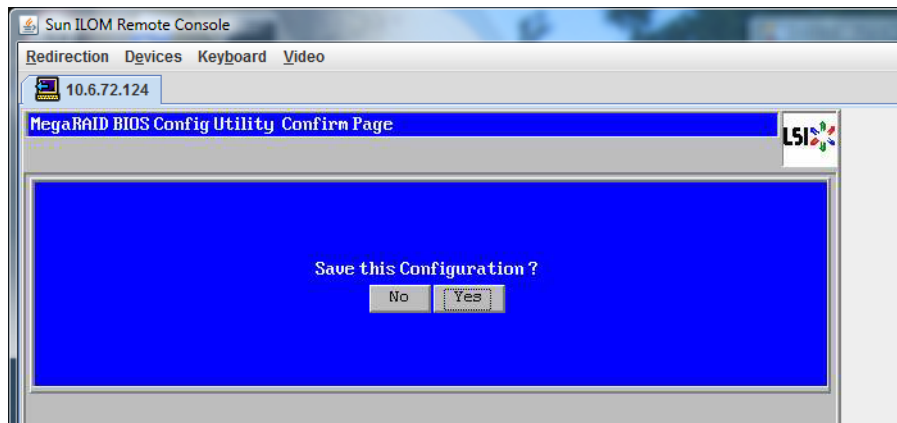 Sun ILOM Remote Console
Redirection Devices Keyboard Video
10.6.72.124
MegaRAID BIOS Config Utility Confirm Page
LSI
Save this Configuration ?
No Yes